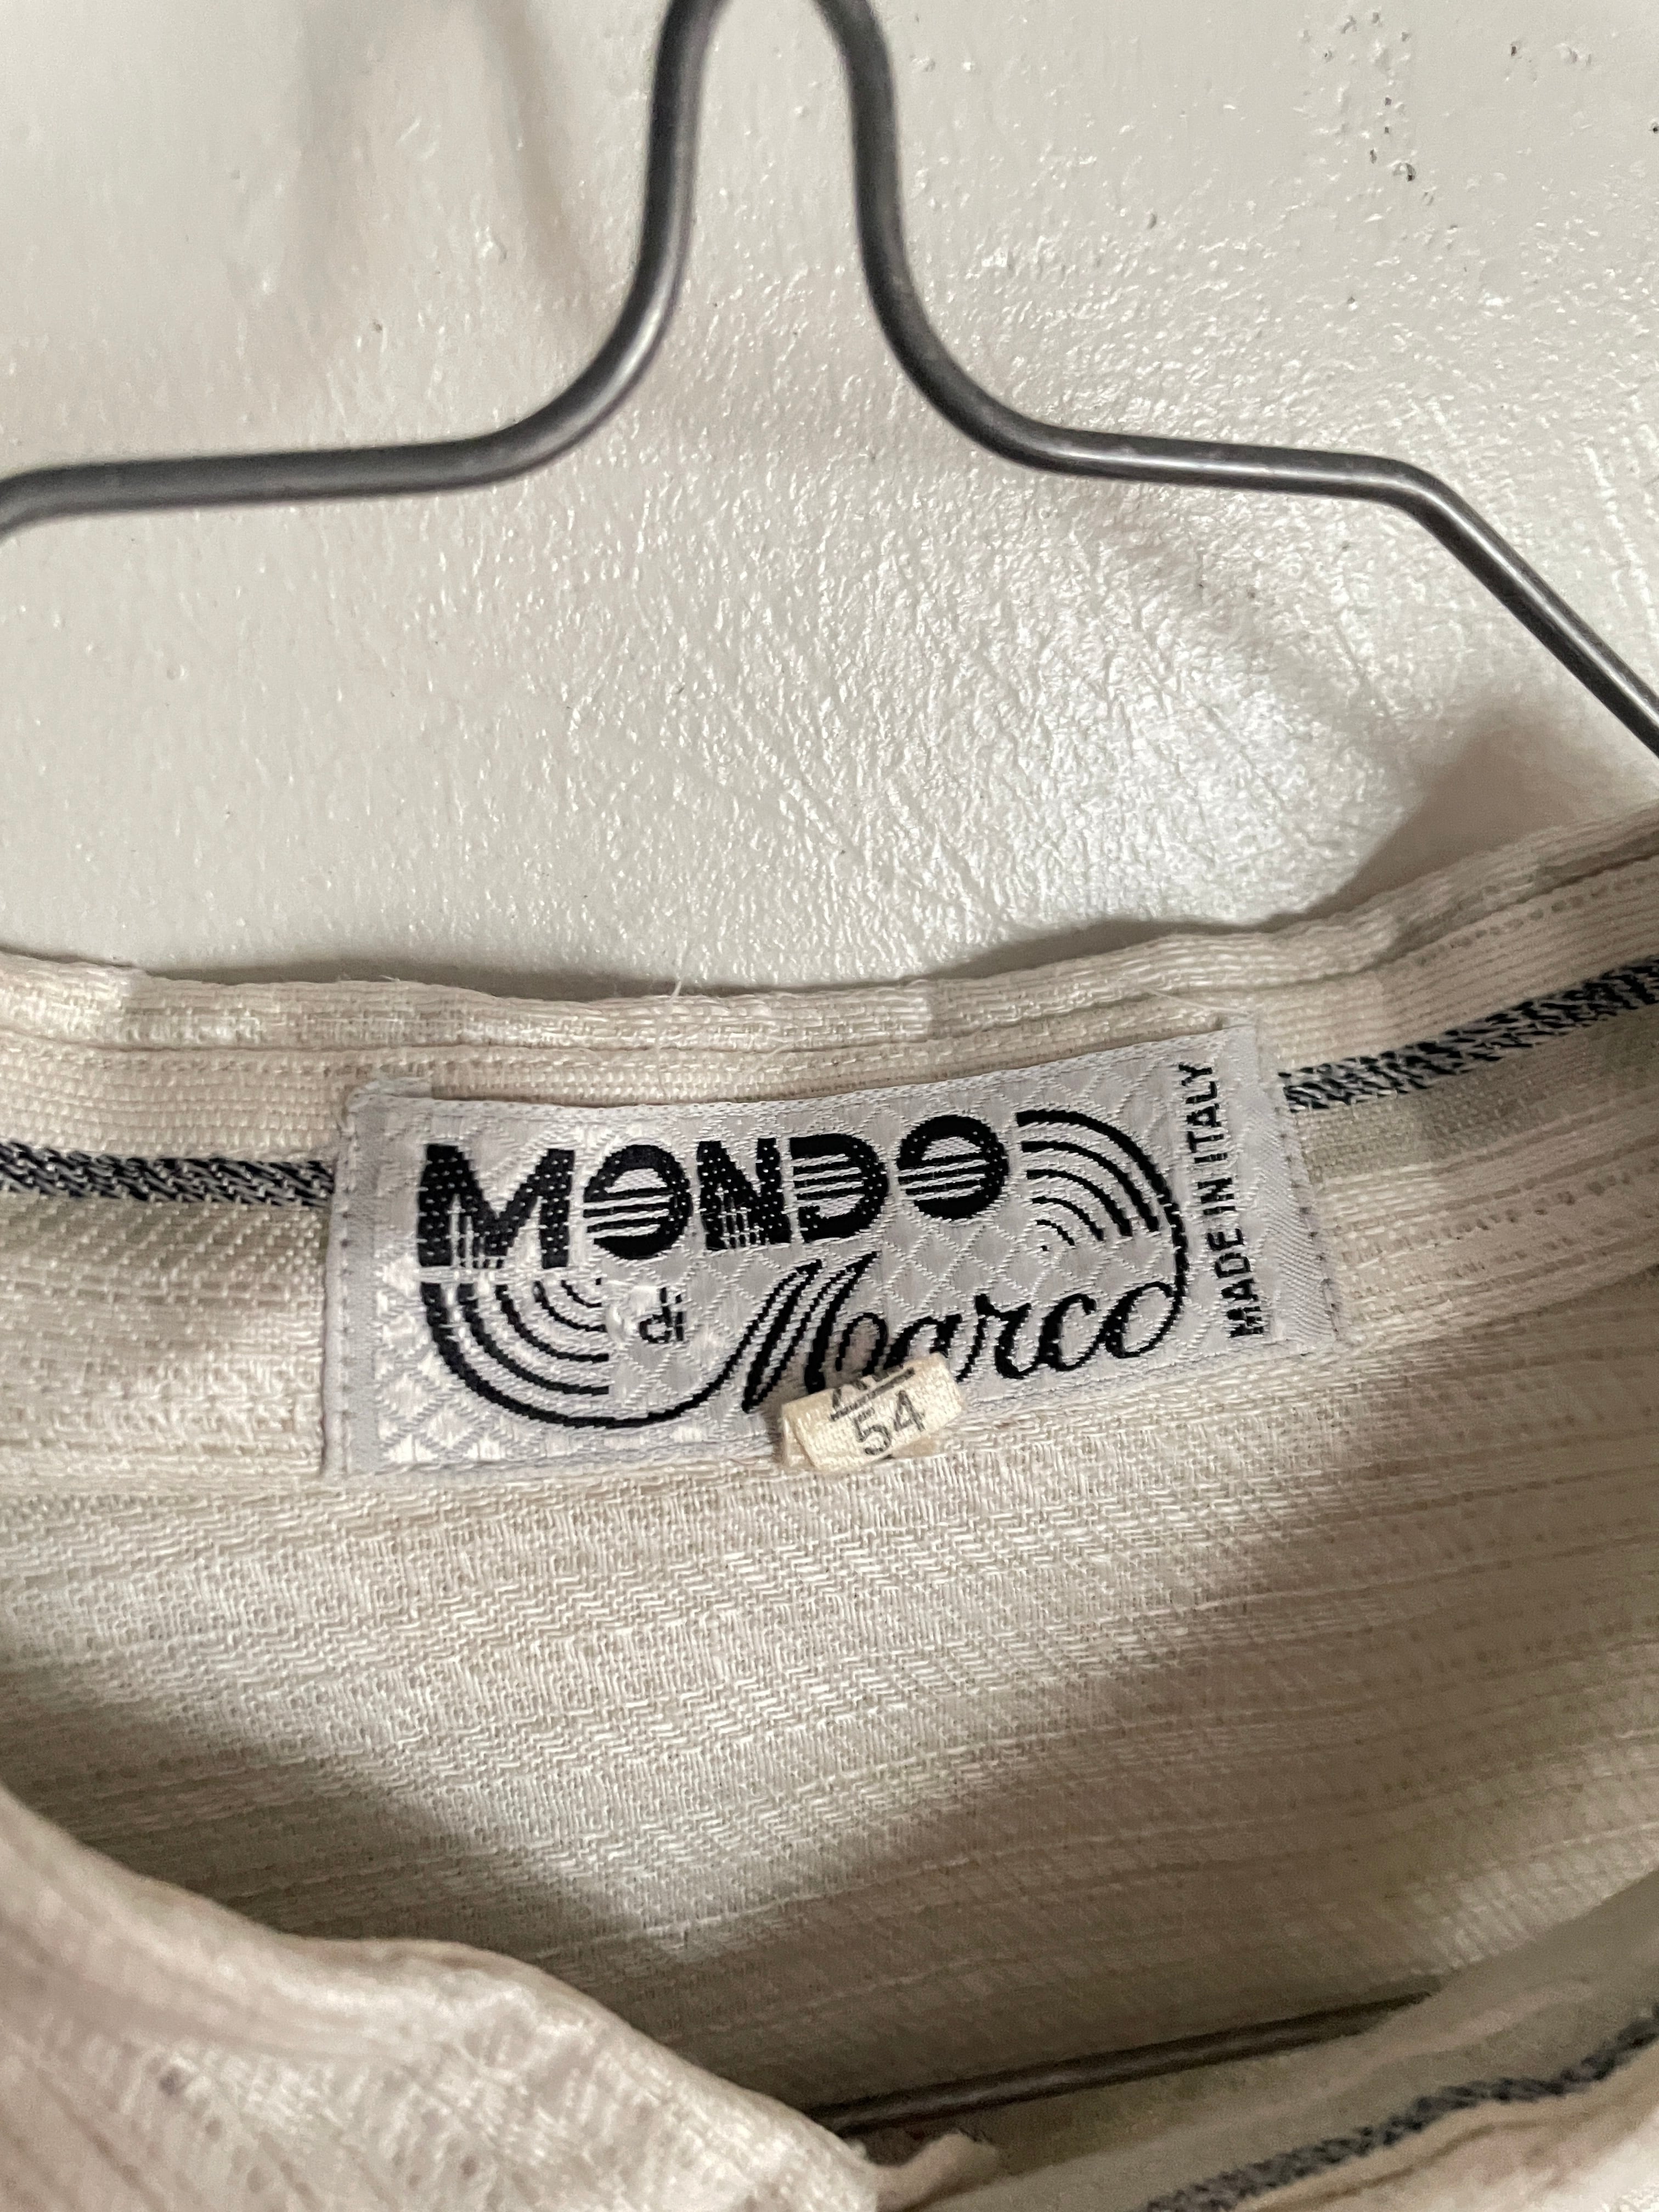 MONDO
di Marco
MADE IN ITALY
54